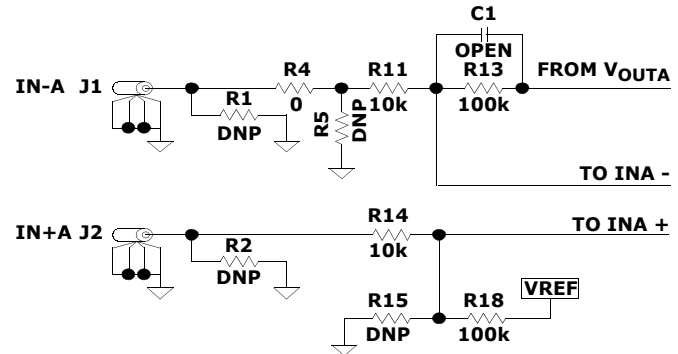 C1
OPEN
R4
0
R11
10k
R13
100k
FROM VOUTA
IN-A J1
R1
DNP
R5
DNP
TO INA -
IN+A J2
R14
10k
TO INA +
R2
DNP
R15
DNP
R18
100k
VREF